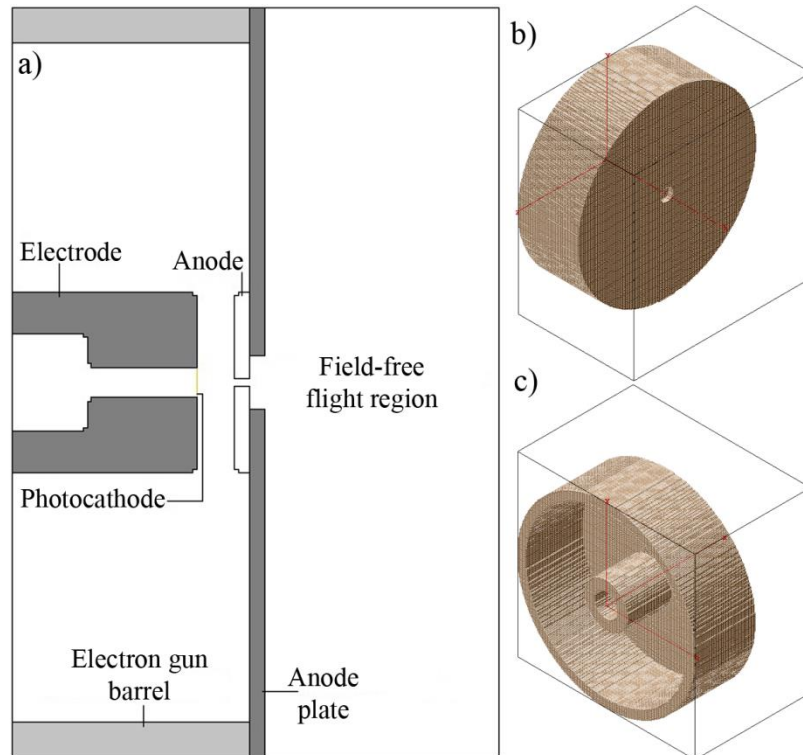 a)
Electrode
Anode
Photocathode
Electron gun
barrel
Anode
plate
Field-free
flight region
b)
c)